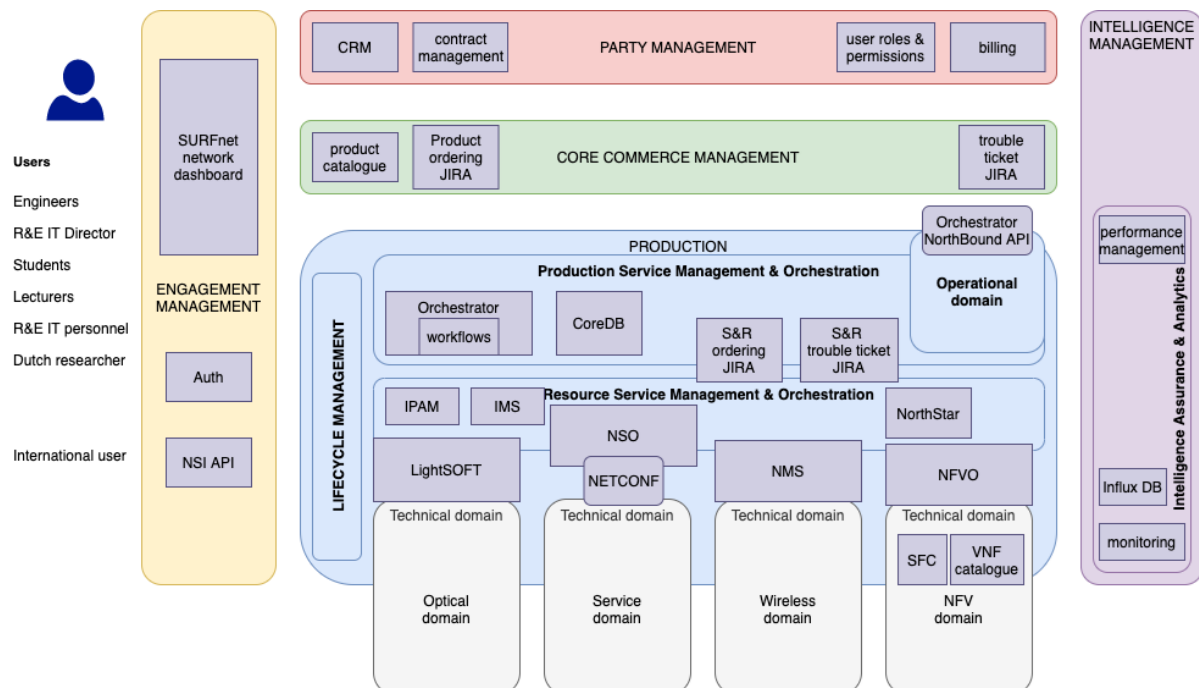 Users
Engineers
R&E IT Director
Students
Lecturers
R&E IT personnel
Dutch researcher
International user
SURFnet
network
dashboard
ENGAGEMENT
MANAGEMENT
Auth
NSI API
CRM
contract
management
PARTY MANAGEMENT
user roles &
permissions
billing
product
catalogue
Product
ordering
JIRA
CORE COMMERCE MANAGEMENT
trouble
ticket
JIRA
PRODUCTION
Orchestrator
NorthBound API
Production Service Management & Orchestration
Operational
domain
LIFECYCLE MANAGEMENT
Orchestrator
workflows
CoreDB
S&R
ordering
JIRA
S&R
trouble ticket
JIRA
Resource Service Management & Orchestration
IPAM
IMS
NSO
NorthStar
LightSOFT
NETCONF
NMS
NFVO
Technical domain
Optical
domain
Technical domain
Service
domain
Technical domain
Wireless
domain
Technical domain
SFC
VNF
catalogue
NFV
domain
INTELLIGENCE
MANAGEMENT
performance
management
Intelligence Assurance & Analytics
Influx DB
monitoring